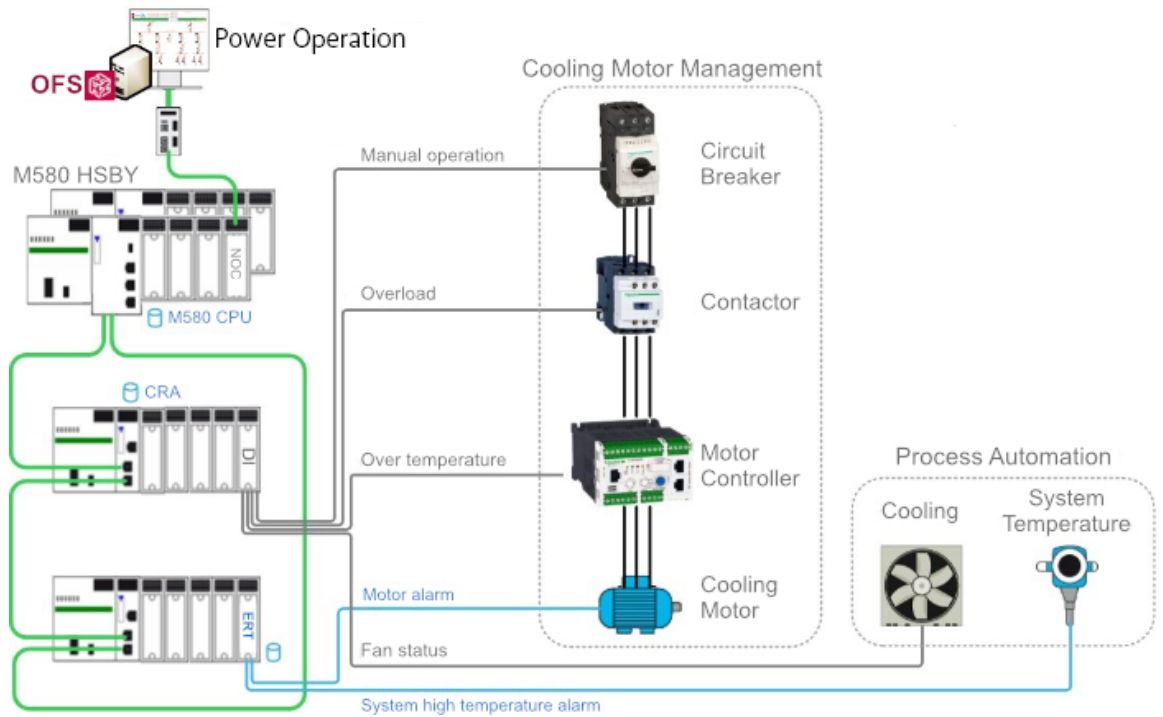 Power Operation
OFS
Cooling Motor Management
Manual operation
Circuit
Breaker
M580 HSBY
NOC
Overload
Contactor
M580 CPU
CRA
DI
Over temperature
Motor
Controller
Process Automation
Cooling
System
Temperature
Motor alarm
Cooling
Motor
ERT
Fan status
System high temperature alarm